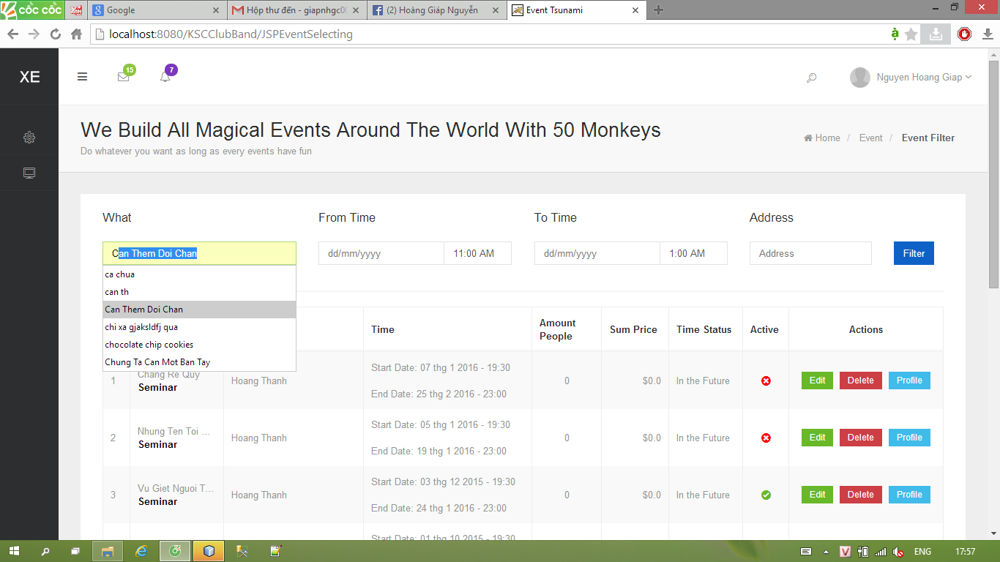 cốc cốc
Google
Hộp thư đến - giapnhgc0
(2) Hoàng Giáp Nguyễn
Event Tsunami
localhost:8080/KSCClubBand/JSPEventSelecting
XE
15
7
Nguyen Hoang Giap
We Build All Magical Events Around The World With 50 Monkeys
Do whatever you want as long as every events have fun
Home / Event / Event Filter
What
From Time
To Time
Address
Can Them Doi Chan
dd/mm/yyyy
11:00 AM
dd/mm/yyyy
1:00 AM
Address
Filter
ca chua
can th
Can Them Doi Chan
chi xa gjaksldfj qua
chocolate chip cookies
Chung Ta Can Mot Ban Tay
Time
Amount People
Sum Price
Time Status
Active
Actions
1
Chang Re Quy
Seminar
Hoang Thanh
Start Date: 07 thg 1 2016 - 19:30
End Date: 25 thg 2 2016 - 23:00
0
$0.0
In the Future
Edit
Delete
Profile
2
Nhung Ten Toi ...
Seminar
Hoang Thanh
Start Date: 05 thg 1 2016 - 19:30
End Date: 19 thg 1 2016 - 23:00
0
$0.0
In the Future
Edit
Delete
Profile
3
Vu Giet Nguoi T...
Seminar
Hoang Thanh
Start Date: 03 thg 12 2015 - 19:30
End Date: 24 thg 1 2016 - 23:00
0
$0.0
In the Future
Edit
Delete
Profile
Start Date: 01 thg 10 2015 - 19:30
ENG
17:57